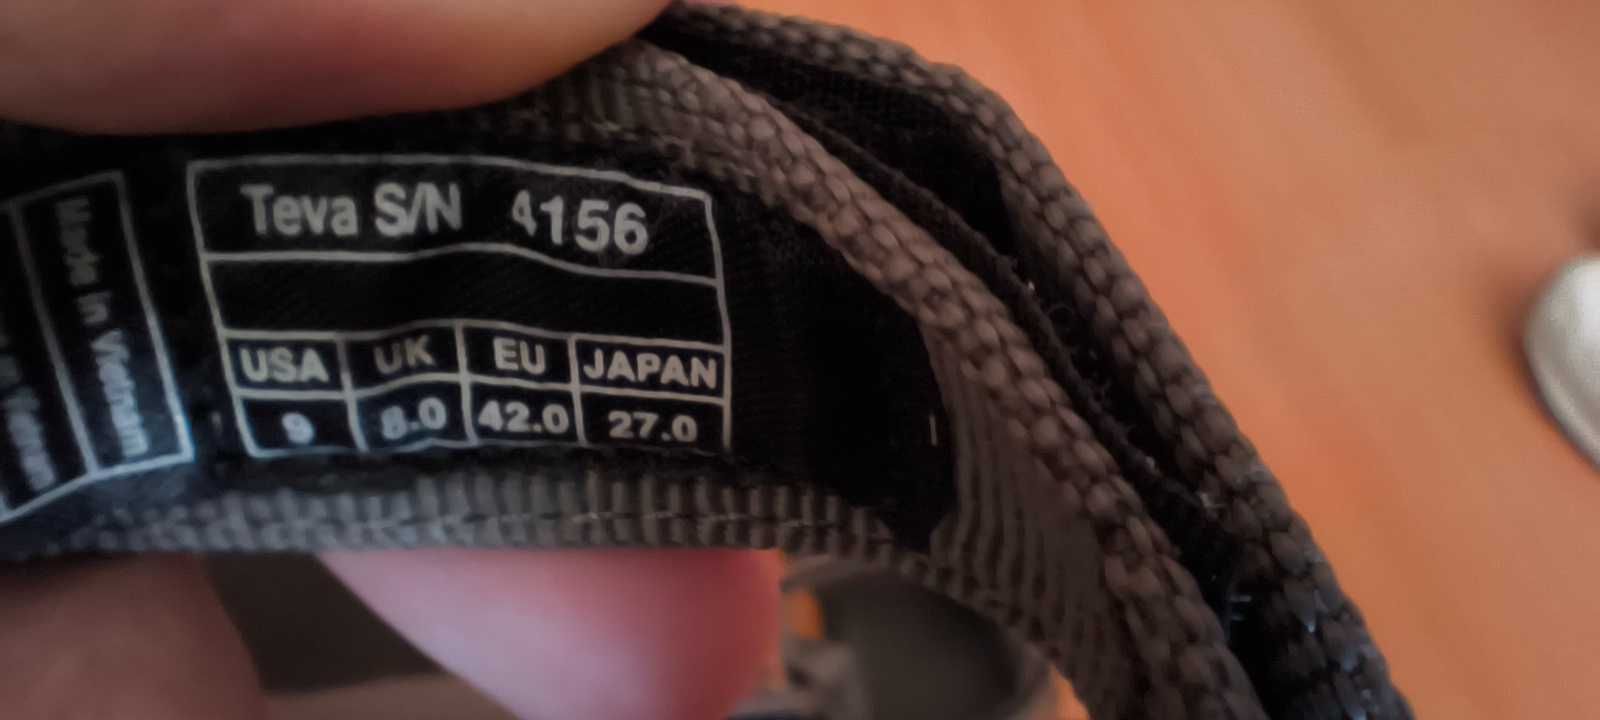 Made in Vietnam
Teva S/N 4156
USA UK EU JAPAN
9 8.0 42.0 27.0